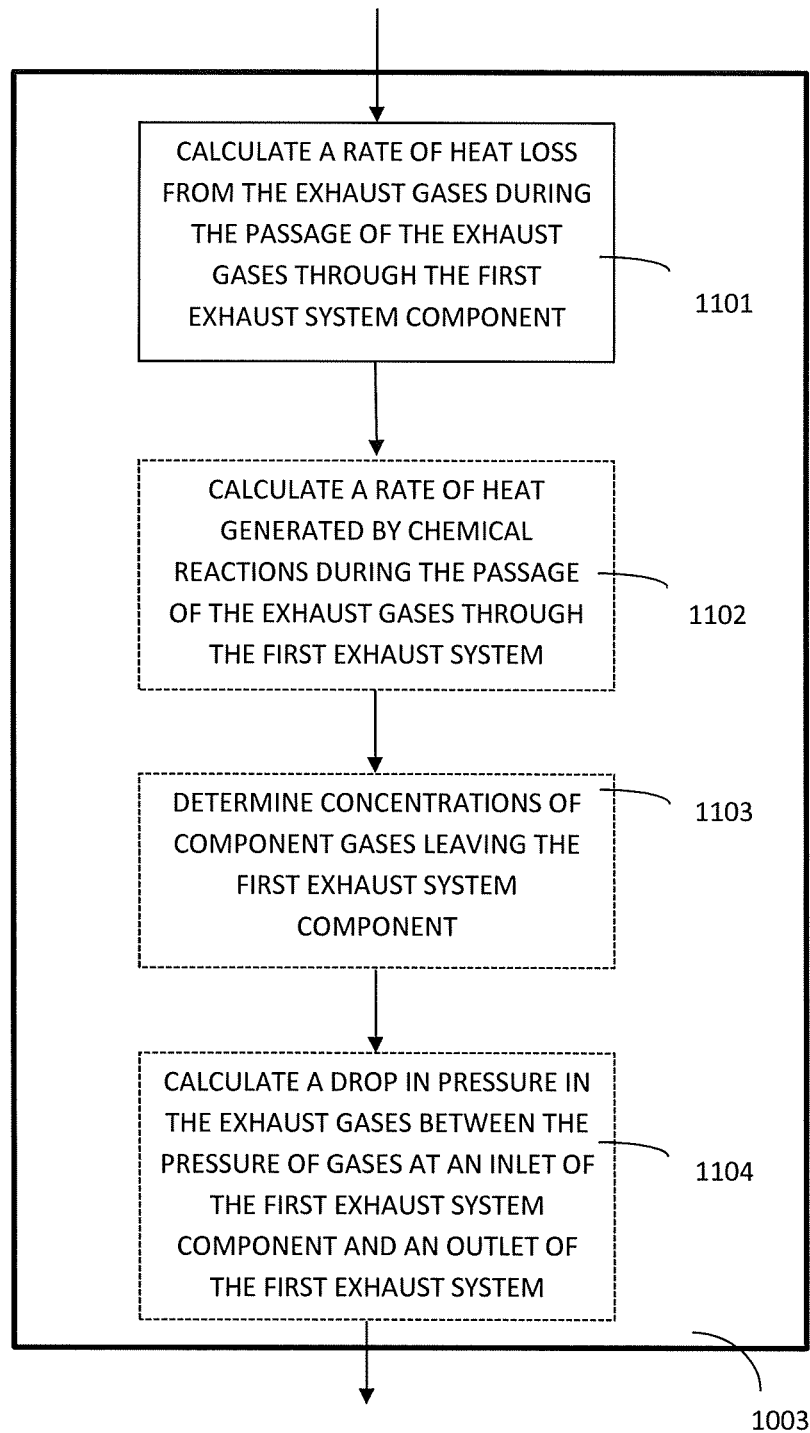 CALCULATE A RATE OF HEAT LOSS
FROM THE EXHAUST GASES DURING
THE PASSAGE OF THE EXHAUST
GASES THROUGH THE FIRST
EXHAUST SYSTEM COMPONENT
1101
CALCULATE A RATE OF HEAT
GENERATED BY CHEMICAL
REACTIONS DURING THE PASSAGE
OF THE EXHAUST GASES THROUGH
THE FIRST EXHAUST SYSTEM
1102
DETERMINE CONCENTRATIONS OF
COMPONENT GASES LEAVING THE
FIRST EXHAUST SYSTEM
COMPONENT
1103
CALCULATE A DROP IN PRESSURE IN
THE EXHAUST GASES BETWEEN THE
PRESSURE OF GASES AT AN INLET OF
THE FIRST EXHAUST SYSTEM
COMPONENT AND AN OUTLET OF
THE FIRST EXHAUST SYSTEM
1104
1003